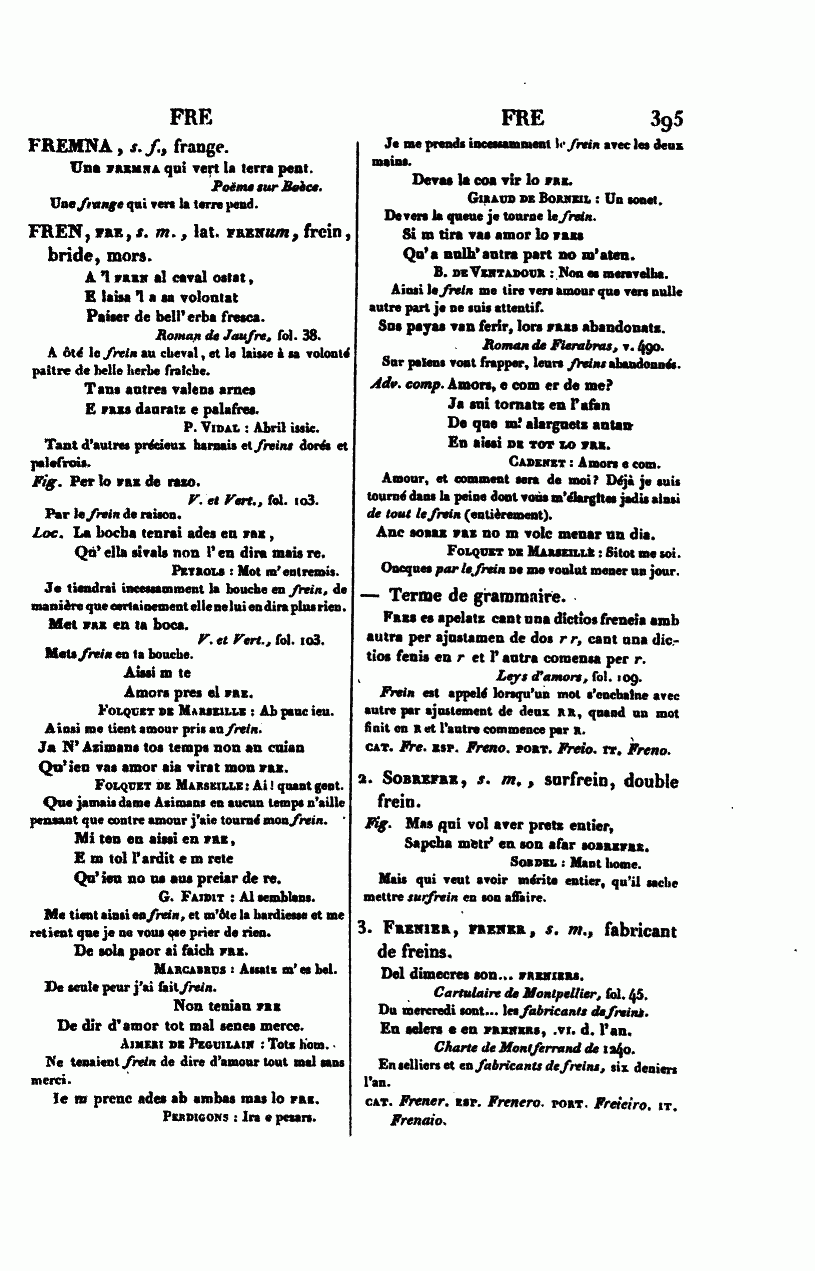 FRE
FREMNA, s. f., frange.
Una FREMNA qui vert la terra pent.
Poëme sur Boèce.
Une frange qui vers la terre pend.
FREN, FRE, s. m., lat. FRENum, frein,
bride, mors.
A 'l FREN al caval ostat,
E laisa 'l a sa volontat
Paiser de bell' erba fresca.
Roman de Jaufre, fol. 38.
A ôté le frein au cheval, et le laisse à sa volonté
paître de belle herbe fraîche.
Tans autres valens arnes
E FRES dauratz e palafres.
P. VIDAL : Abril issic.
Tant d'autres précieux harnais et freins dorés et
palefrois.
Fig. Per lo FRE de razo.
V. et Vert., fol. 103.
Par le frein de raison.
Loc. La bocha tenrai ades en FRE,
Qu' ella sivals non l' en dira mais re.
PEYROLS : Mot m' entremis.
Je tiendrai incessamment la bouche en frein, de
manière que certainement elle ne lui en dira plus rien.
Met FRE en ta boca.
V. et Vert., fol. 103.
Mets frein en ta bouche.
Aissi m te
Amors pres el FRE.
FOLQUET DE MARSEILLE : Ab pauc ieu.
Ainsi me tient amour pris au frein.
Ja N' Azimans tos temps non an cuian
Qu' ieu vas amor aia virat mon FRE.
FOLQUET DE MARSEILLE : Ai! quant gent.
Que jamais dame Azimans en aucun temps n'aille
pensant que contre amour j'aie tourné mon frein.
Mi ten en aissi en FRE,
E m tol l'ardit e m rete
Qu' ieu no us aus preiar de re.
G. FAIDIT : Al semblans.
Me tient ainsi en frein, et m'ôte la hardiesse et me
retient que je ne vous ose prier de rien.
De sola paor ai faich FRE.
MARCABRUS : Assatz m' es bel.
De seule peur j'ai fait frein.
Non tenian FRE
De dir d' amor tot mal senes merce.
AIMERI DE PEGUILAIN : Totz hom.
Ne tenaient frein de dire d'amour tout mal sans
merci.
Ie m prenc ades ab ambas mas lo FRE.
PERDIGONS : Ira e pesars.
FRE 395
Je me prends incessamment le frein avec les deux
mains.
Devas la coa vir lo FRE.
GIRAUD DE BORNEIL : Un sonet.
Devers la queue je tourne le frein.
Si m tira vas amor lo FRES
Qu' a nulh' autra part no m' aten.
B. DE VENTADOUR : Non es meravelha.
Ainsi le frein me tire vers amour que vers nulle
autre part je ne suis attentif.
Sus payas van ferir, lors FRES abandonats.
Roman de Fierabras, v. 490.
Sur païens vont frapper, leurs freins abandonnés.
Adv. comp. Amors, e com er de me?
Ja sui tornatz en l' afan
De que m' alarguetz antan
En aissi DE TOT LO FRE.
CADENET : Amors e com.
Amour, et comment sera de moi? Déjà je suis
tourné dans la peine dont vous m'élargîtes jadis ainsi
de tout le frein (entièrement).
Anc SOBRE FRE no m volc menar un dia.
FOLQUET DE MARSEILLE : Sitot me soi.
Oncques par le frein ne me voulut mener un jour.
— Terme de grammaire.
FRES es apelatz cant una dictios freneia amb
autra per ajustamen de dos r r, cant una dic-
tios fenis en r et l' autra comensa per r.
Leys d'amors, fol. 109.
Frein est appelé lorsqu'un mot s'enchaîne avec
autre par ajustement de deux RR, quand un mot
finit en R et l'autre commence par R.
CAT. Fre. ESP. Freno. PORT. Freio. IT. Freno.
2. SOBREFRE, s. m., surfrein, double
frein.
Fig. Mas qui vol aver pretz entier,
Sapcha metr' en son afar SOBREFRE.
SORDEL : Mant home.
Mais qui veut avoir mérite entier, qu'il sache
mettre surfrein en son affaire.
3. FRENIER, FRENER, s. m., fabricant
de freins.
Del dimecres son... FRENIERS.
Cartulaire de Montpellier, fol. 45.
Du mercredi sont... les fabricants de freins.
En selers e en FRENERS, .VI. d. l'an.
Charte de Montferrand de 1240.
En selliers et en fabricants de freins, six deniers
l'an.
CAT. Frener. ESP. Frenero. PORT. Freieiro. IT.
Frenaio.